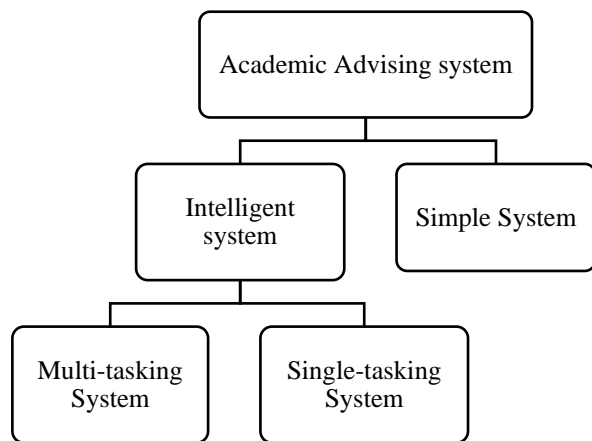 Academic Advising system
Intelligent
system
Simple System
Multi-tasking
System
Single-tasking
System